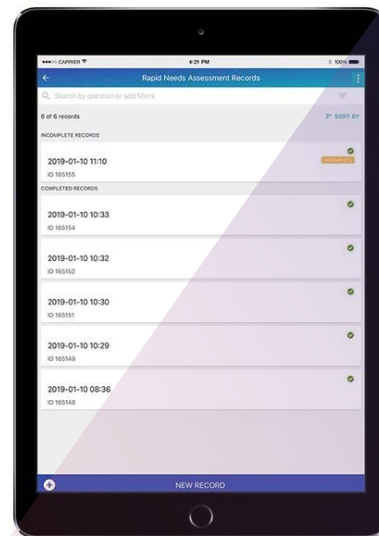 CARRIER 4:21 PM 100%
Rapid Needs Assessment Records
Search by question or add filters
6 of 6 records SORT BY
INCOMPLETE RECORDS
2019-01-10 11:10 INCOMPLETE
ID 165155
COMPLETED RECORDS
2019-01-10 10:33
ID 165154
2019-01-10 10:32
ID 165152
2019-01-10 10:30
ID 165151
2019-01-10 10:29
ID 165149
2019-01-10 08:36
ID 165148
NEW RECORD